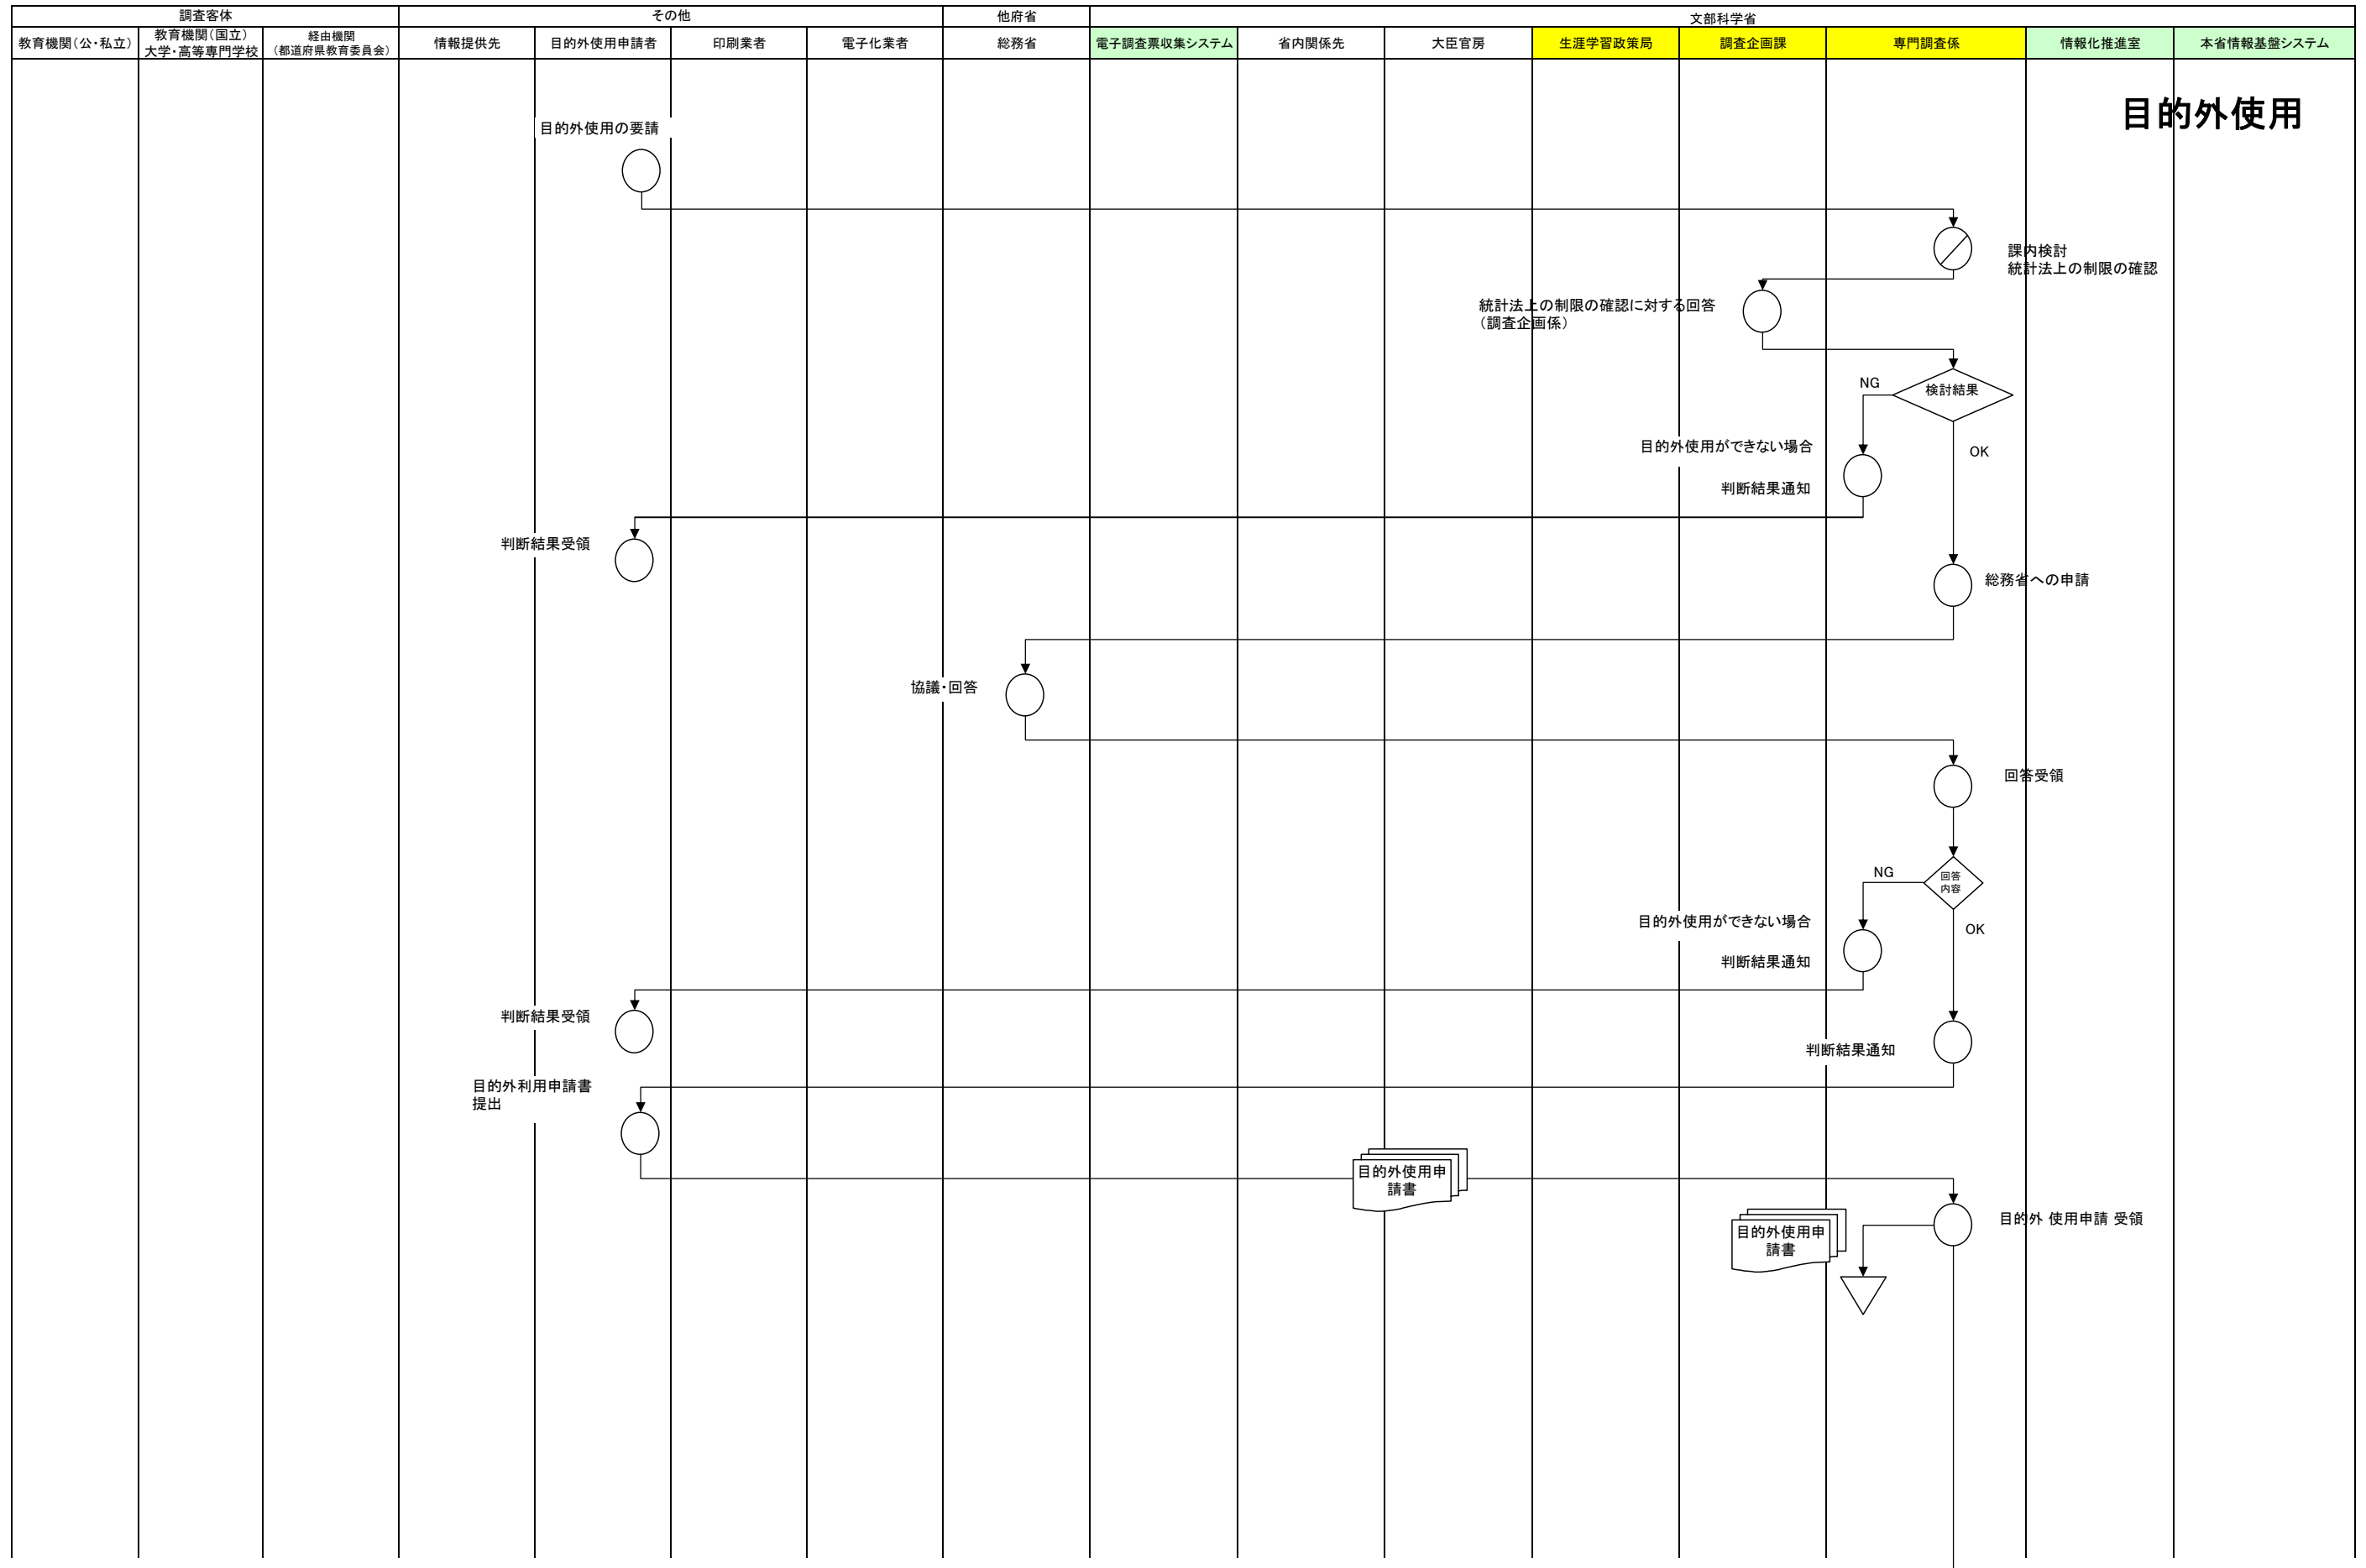 調査客体
その他
他府省
文部科学省
教育機関（公・私立）
教育機関（国立）
大学・高等専門学校
経由機関
（都道府県教育委員会）
情報提供先
目的外使用申請者
印刷業者
電子化業者
総務省
電子調査票収集システム
省内関係先
大臣官房
生涯学習政策局
調査企画課
専門調査係
情報化推進室
本省情報基盤システム
目的外使用
目的外使用の要請
課内検討
統計法上の制限の確認
統計法上の制限の確認に対する回答
（調査企画係）
NG
検討結果
目的外使用ができない場合
OK
判断結果通知
判断結果受領
総務省への申請
協議・回答
回答受領
NG
回答
内容
目的外使用ができない場合
OK
判断結果通知
判断結果受領
判断結果通知
目的外利用申請書
提出
目的外使用申
請書
目的外 使用申請 受領
目的外使用申
請書